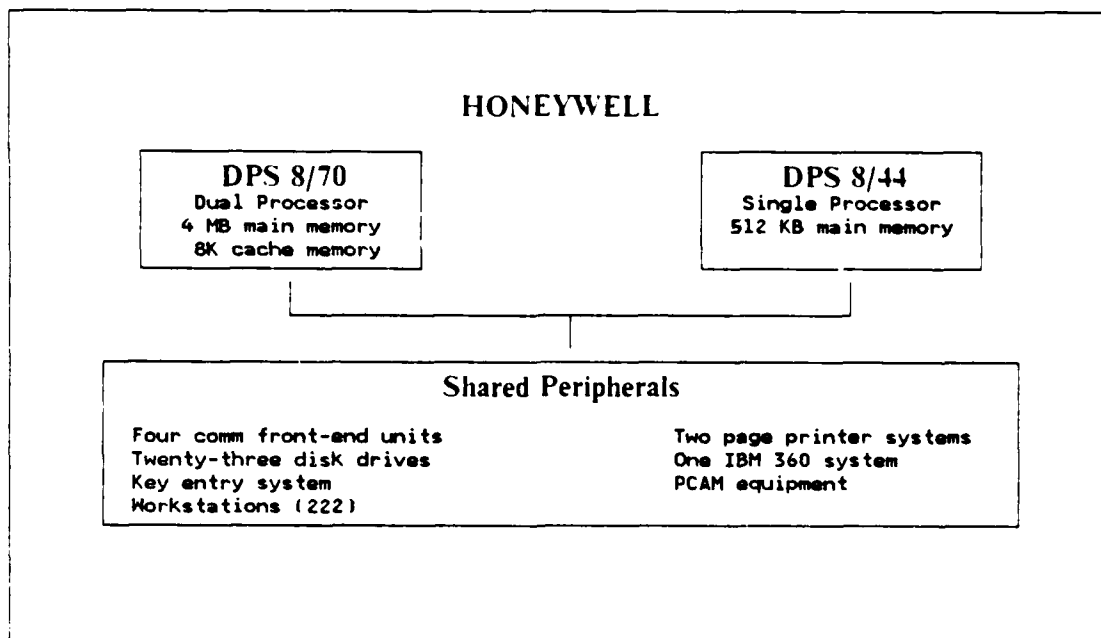 HONEYWELL
DPS 8/70
Dual Processor
4 MB main memory
8K cache memory
DPS 8/44
Single Processor
512 KB main memory
Shared Peripherals
Four comm front-end units
Twenty-three disk drives
Key entry system
Workstations (222)
Two page printer systems
One IBM 360 system
PCAM equipment